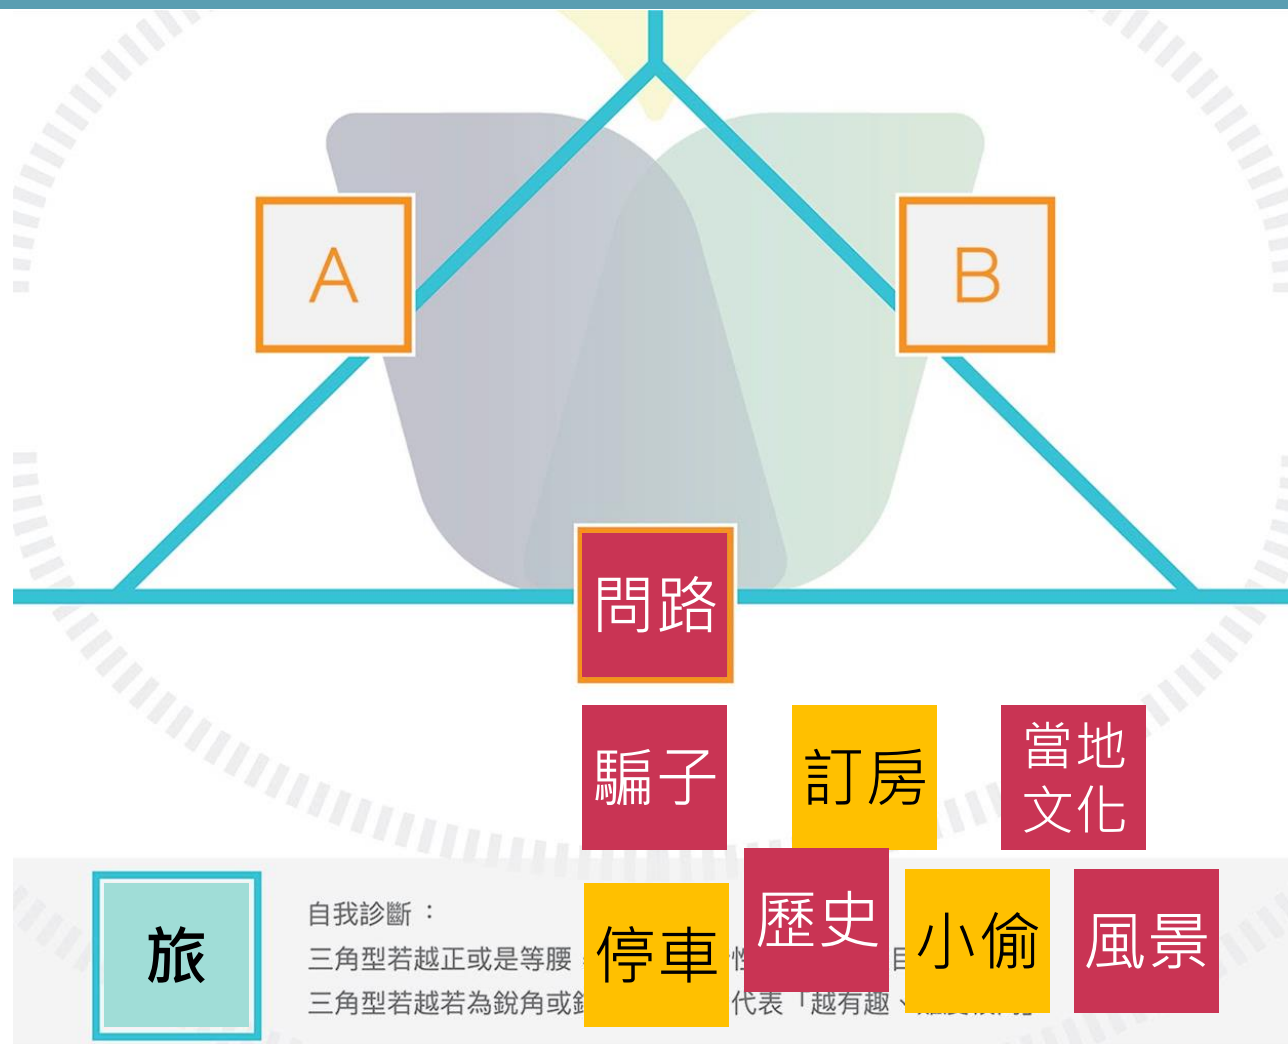 A
B
問路
騙子
訂房
當地
文化
旅
自我診斷：
三角型若越正或是等腰
三角型若越若為銳角或
代表「越有趣、
停車
歷史
小偷
風景